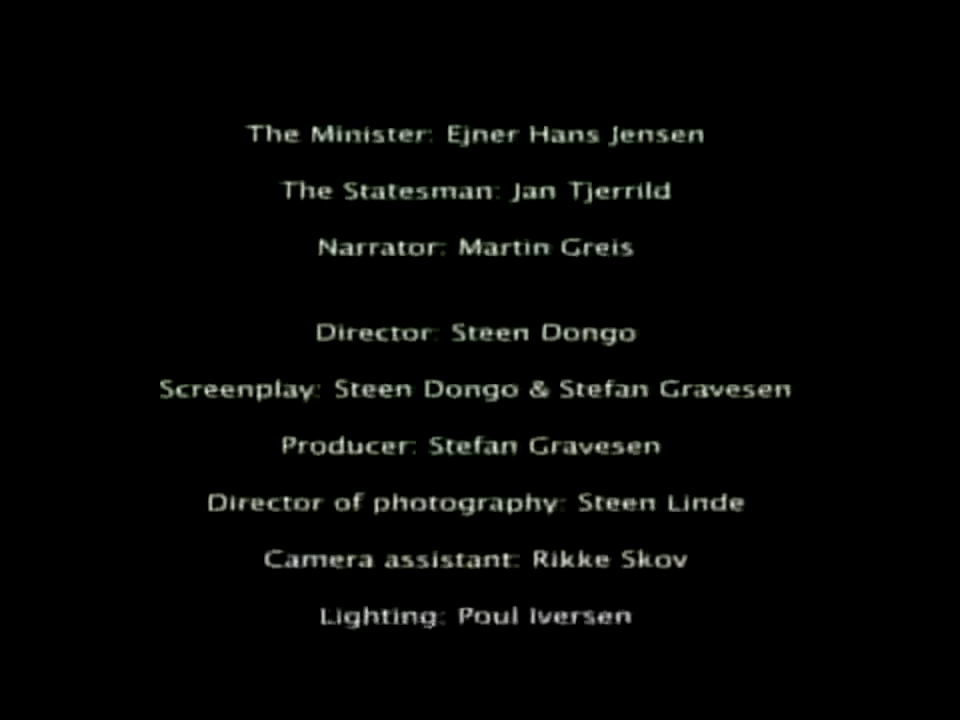 The Minister: Ejner Hans Jensen
The Statesman: Jan Tjerrild
Narrator: Martin Greis
Director: Steen Dongo
Screenplay: Steen Dongo & Stefan Gravesen
Producer: Stefan Gravesen
Director of photography: Steen Linde
Camera assistant: Rikke Skov
Lighting: Poul Iversen